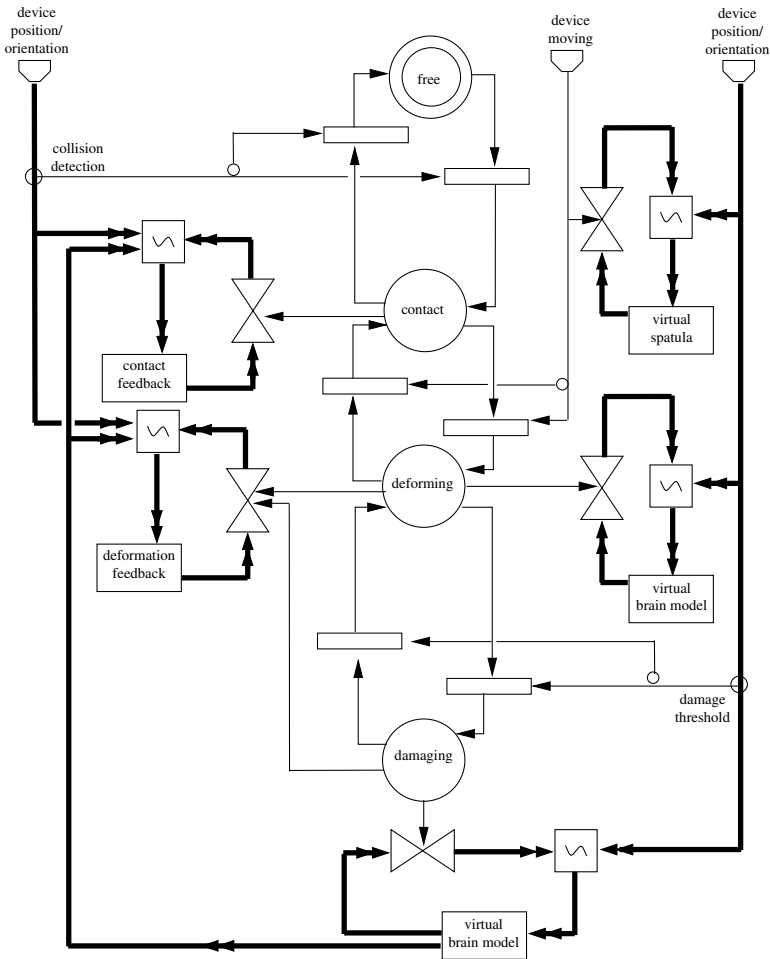 device
position/
orientation
device
moving
device
position/
orientation
free
collision
detection
contact
virtual
spatula
contact
feedback
deforming
deformation
feedback
virtual
brain model
damage
threshold
damaging
virtual
brain model